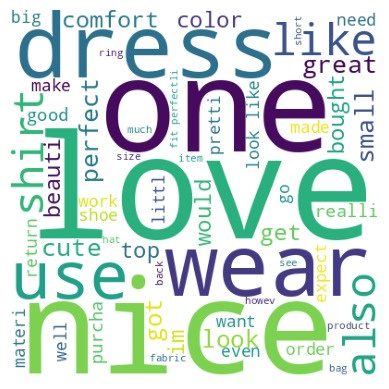 big comfort color need short
ring
dress like
make great
one
much fit perfectli pretti look like made bought
good
shirt beauti perfect size item small
love
work shoe littl would go realli
return cute hat top get see
use wear
back expect
nice
materi well purcha got im look want even howev order product
fabric bag
also